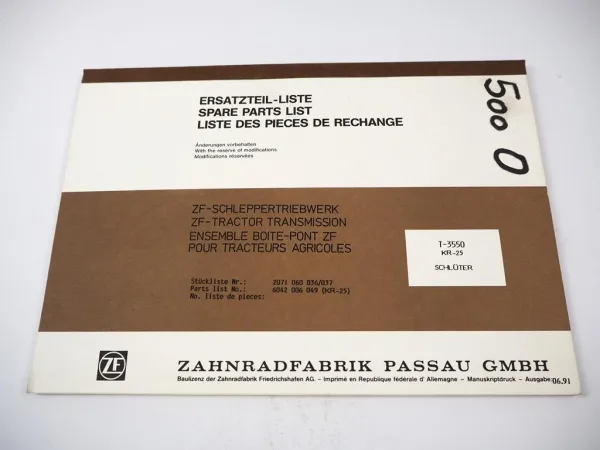 ERSATZTEIL-LISTE
SPARE PARTS LIST
LISTE DES PIECES DE RECHANGE
Änderungen vorbehalten
With the reserve of modifications
Modifications réservées
500 0
ZF-SCHLEPPERTRIEBWERK
ZF-TRACTOR TRANSMISSION
ENSEMBLE BOITE-PONT ZF
POUR TRACTEURS AGRICOLES
T-3550
KR-25
SCHLÜTER
Stückliste Nr.: 2071 060 036/037
Parts list No.: 6042 006 049 (KR-25)
No. liste de pieces:
ZF
ZAHNRADFABRIK PASSAU GMBH
Baulizenz der Zahnradfabrik Friedrichshafen AG. – Imprimé en Republique fédérale d' Allemagne – Manuskriptdruck – Ausgabe: 06.91